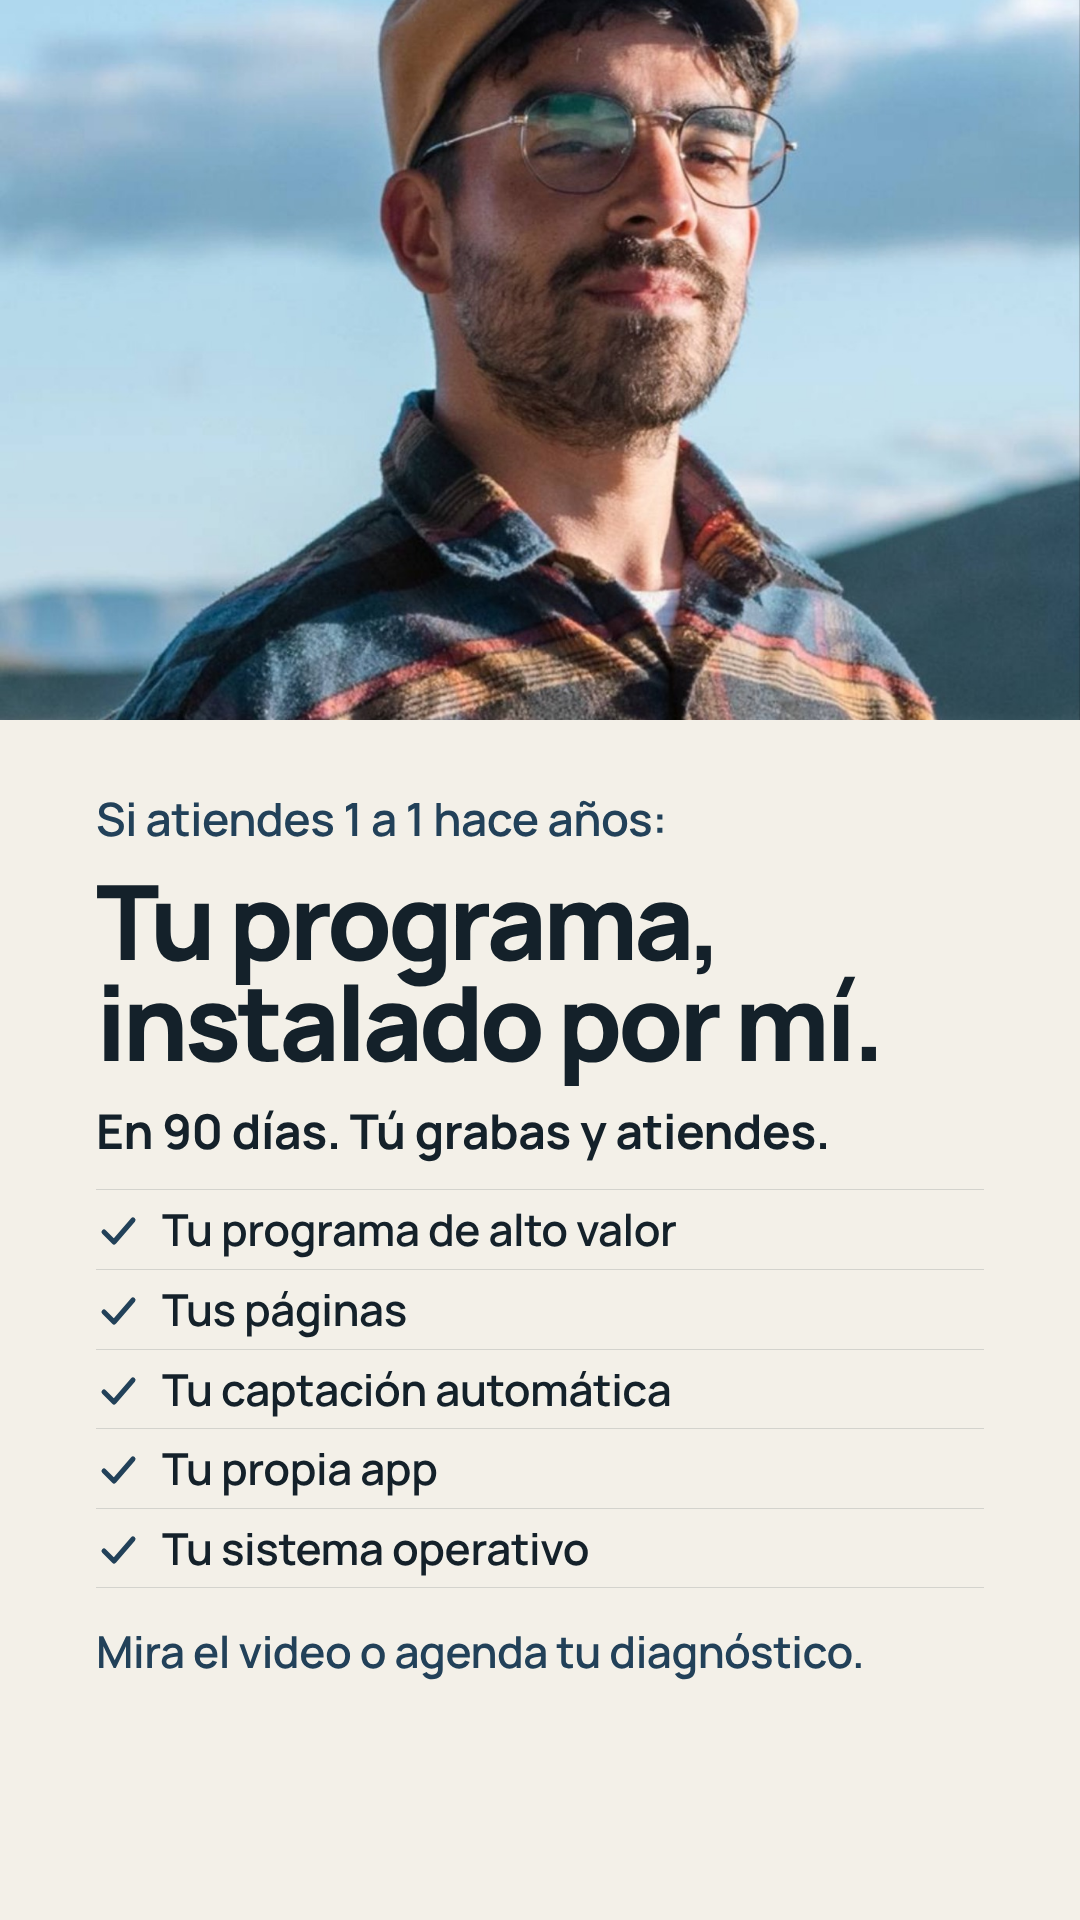 Si atiendes 1 a 1 hace años:
Tu programa,
instalado por mí.
En 90 días. Tú grabas y atiendes.
Tu programa de alto valor
Tus páginas
Tu captación automática
Tu propia app
Tu sistema operativo
Mira el video o agenda tu diagnóstico.